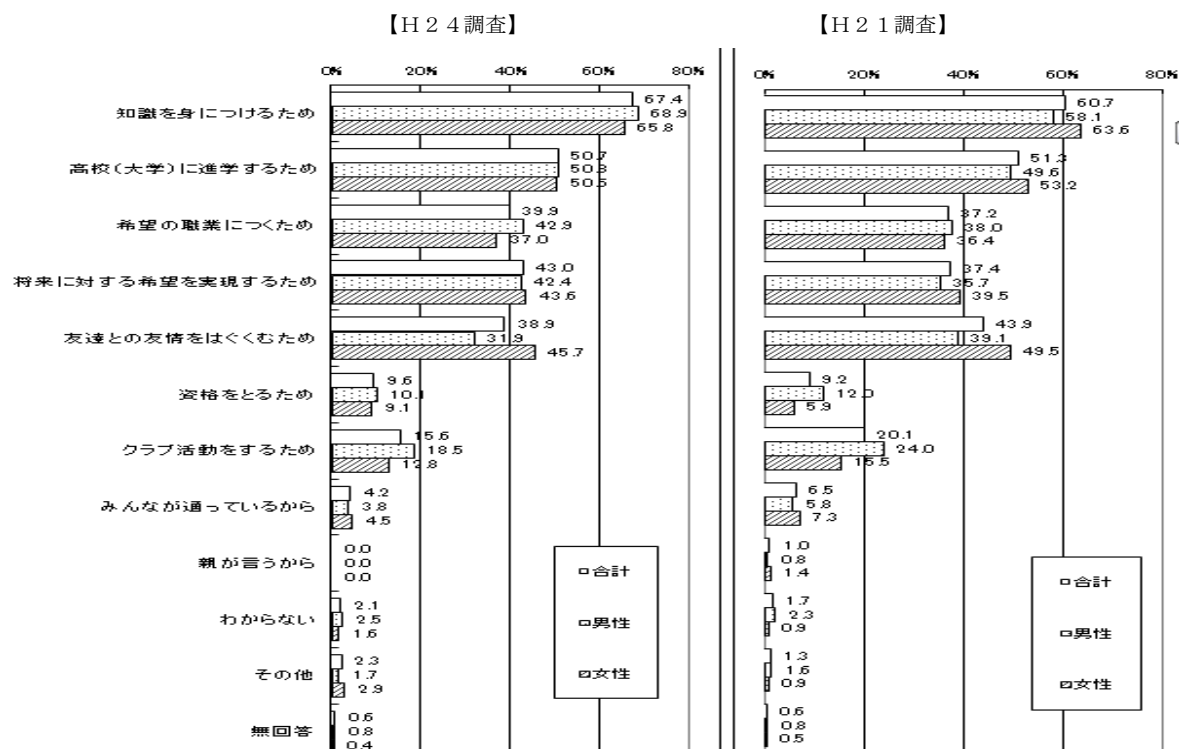 【Ｈ２４調査】 【Ｈ２１調査】
0% 20% 40% 60% 80% 0% 20% 40% 60% 80%
知識を身につけるため 67.4 68.9 65.8 60.7 58.1 63.6
高校(大学)に進学するため 50.7 50.8 50.5 51.3 49.6 53.2
希望の職業につくため 39.9 42.9 37.0 37.2 38.0 36.4
将来に対する希望を実現するため 43.0 42.4 43.6 37.4 35.7 39.5
友達との友情をはぐくむため 38.9 31.9 45.7 43.9 39.1 49.5
資格をとるため 9.6 10.1 9.1 9.2 12.0 5.9
クラブ活動をするため 15.6 18.5 12.8 20.1 24.0 15.5
みんなが通っているから 4.2 3.8 4.5 6.5 5.8 7.3
親が言うから 0.0 0.0 0.0 1.0 0.8 1.4
わからない 2.1 2.5 1.6 1.7 2.3 0.9
その他 2.3 1.7 2.9 1.3 1.6 0.9
無回答 0.6 0.8 0.4 0.6 0.8 0.5
合計
男性
女性
合計
男性
女性